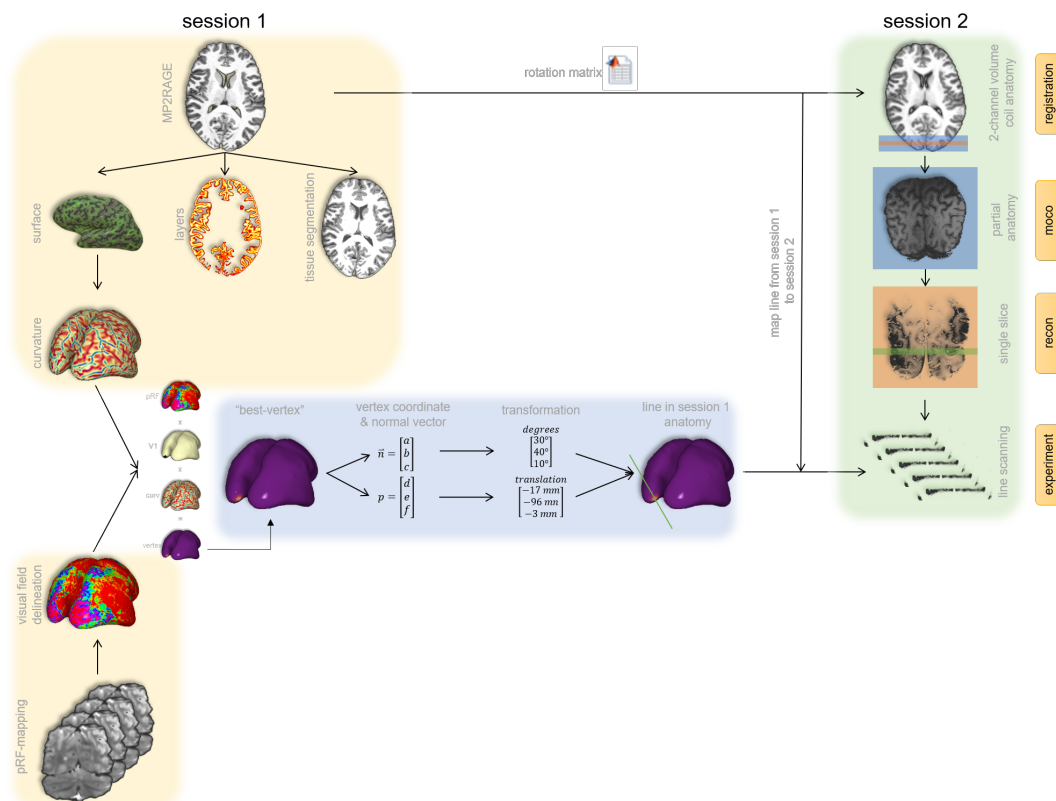 session 1
session 2
MP2RAGE
rotation matrix
2-channel volume
coil anatomy
registration
surface
layers
tissue segmentation
partial
anatomy
moco
map line from session 1
to session 2
curvature
single slice
recon
pRF
x
V1
x
curv
=
vertex
"best-vertex"
vertex coordinate
& normal vector
transformation
line in session 1
anatomy
n⃗ = [a b c]
degrees
[30° 40° 10°]
p = [d e f]
translation
[−17 mm −96 mm −3 mm]
line scanning
experiment
visual field
delineation
pRF-mapping